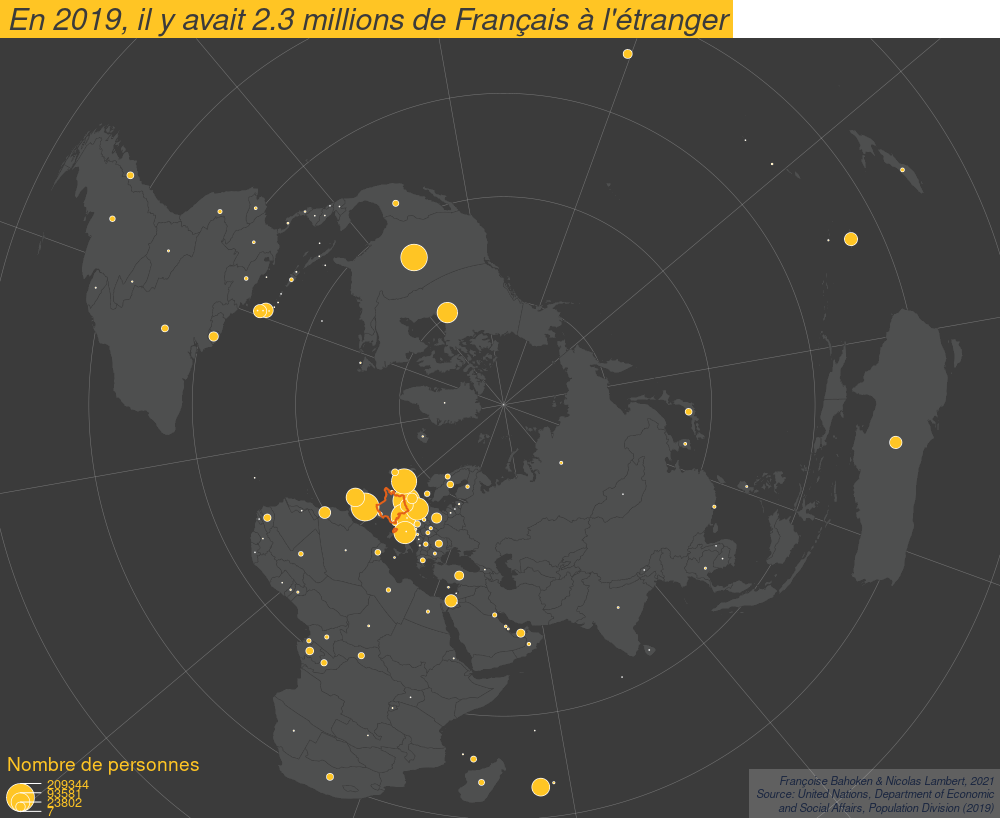 En 2019, il y avait 2.3 millions de Français à l'étranger
Nombre de personnes
209344
93581
23802
7
Françoise Bahoken & Nicolas Lambert, 2021
Source: United Nations, Department of Economic
and Social Affairs, Population Division (2019)